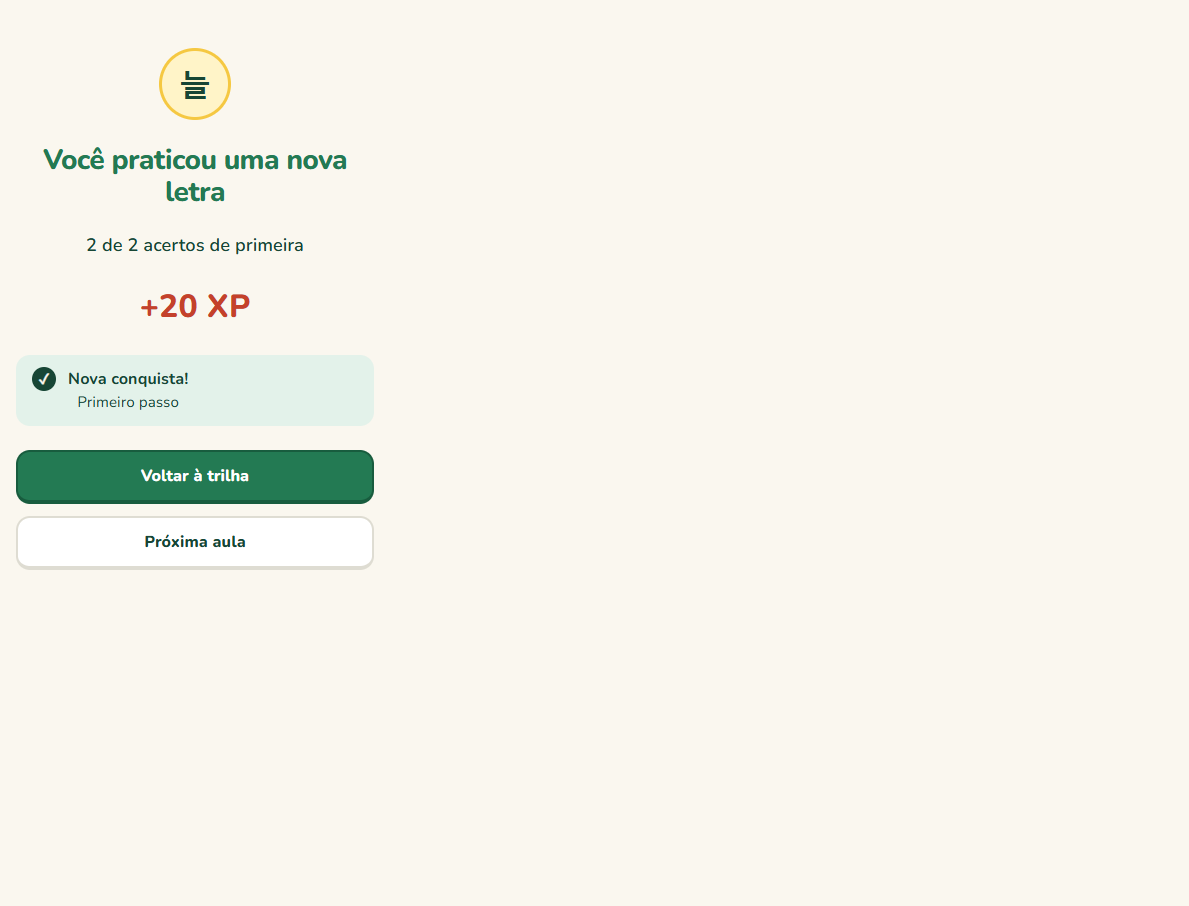 늘
Você praticou uma nova
letra
2 de 2 acertos de primeira
+20 XP
Nova conquista!
Primeiro passo
Voltar à trilha
Próxima aula